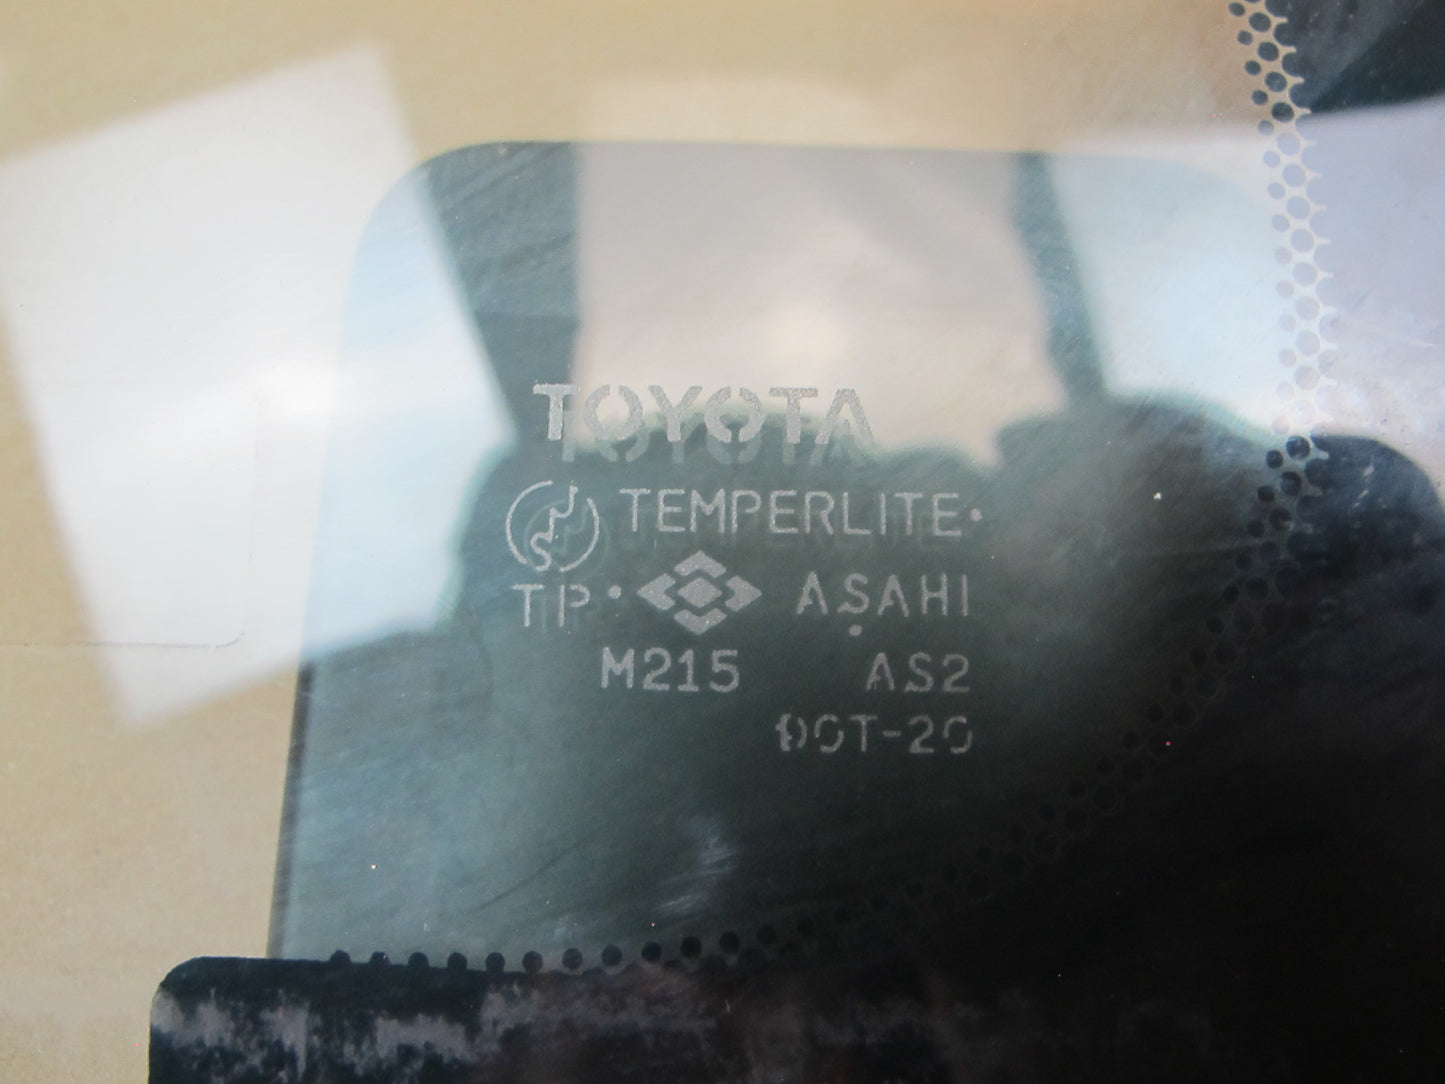 TOYOTA
TEMPERLITE·
TP· ASAHI
M215 AS2
DOT-20